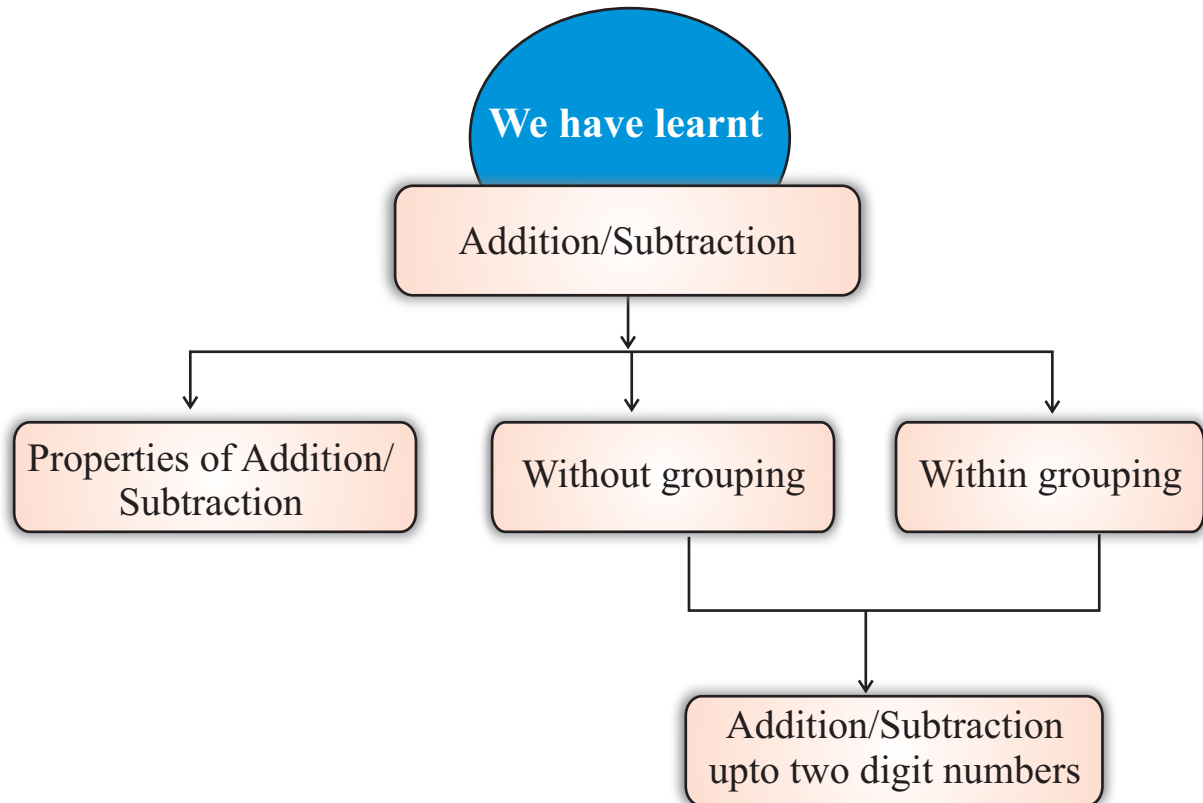 We have learnt
Addition/Subtraction
Properties of Addition/
Subtraction
Without grouping
Within grouping
Addition/Subtraction
upto two digit numbers